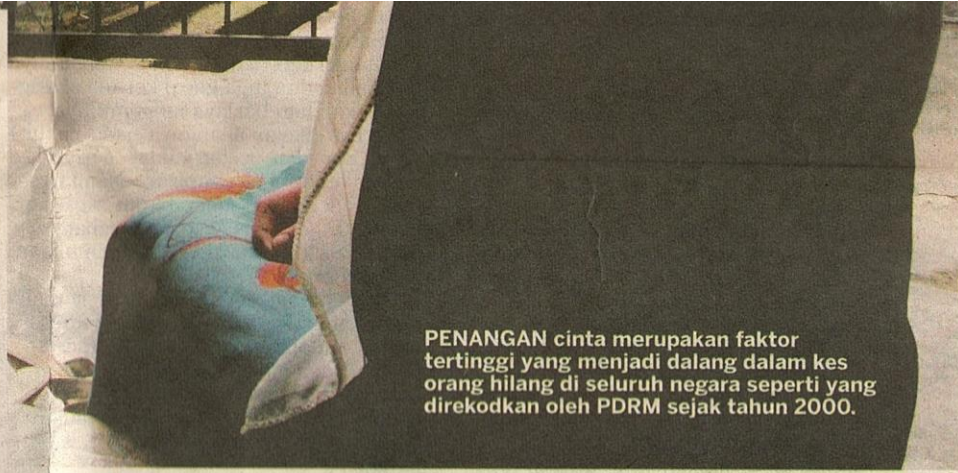 PENANGAN cinta merupakan faktor
tertinggi yang menjadi dalang dalam kes
orang hilang di seluruh negara seperti yang
direkodkan oleh PDRM sejak tahun 2000.